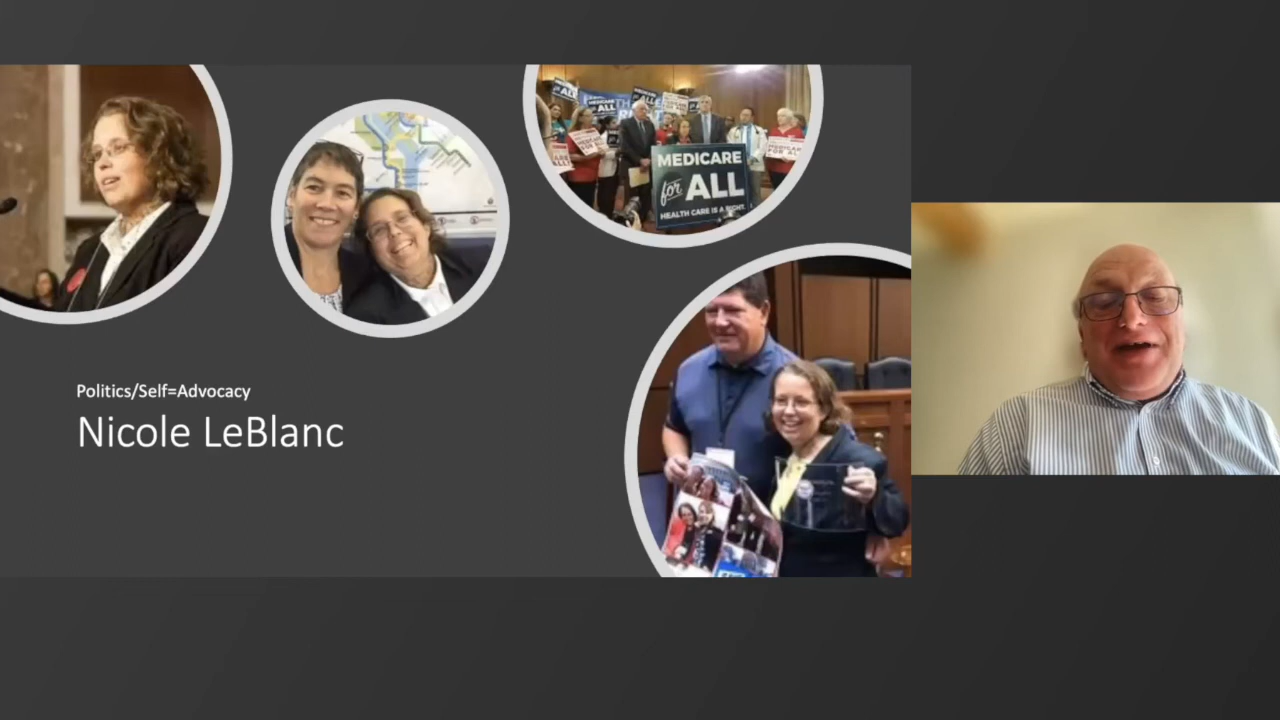 MEDICARE
for ALL
HEALTH CARE IS A RIGHT.
Politics/Self=Advocacy
Nicole LeBlanc